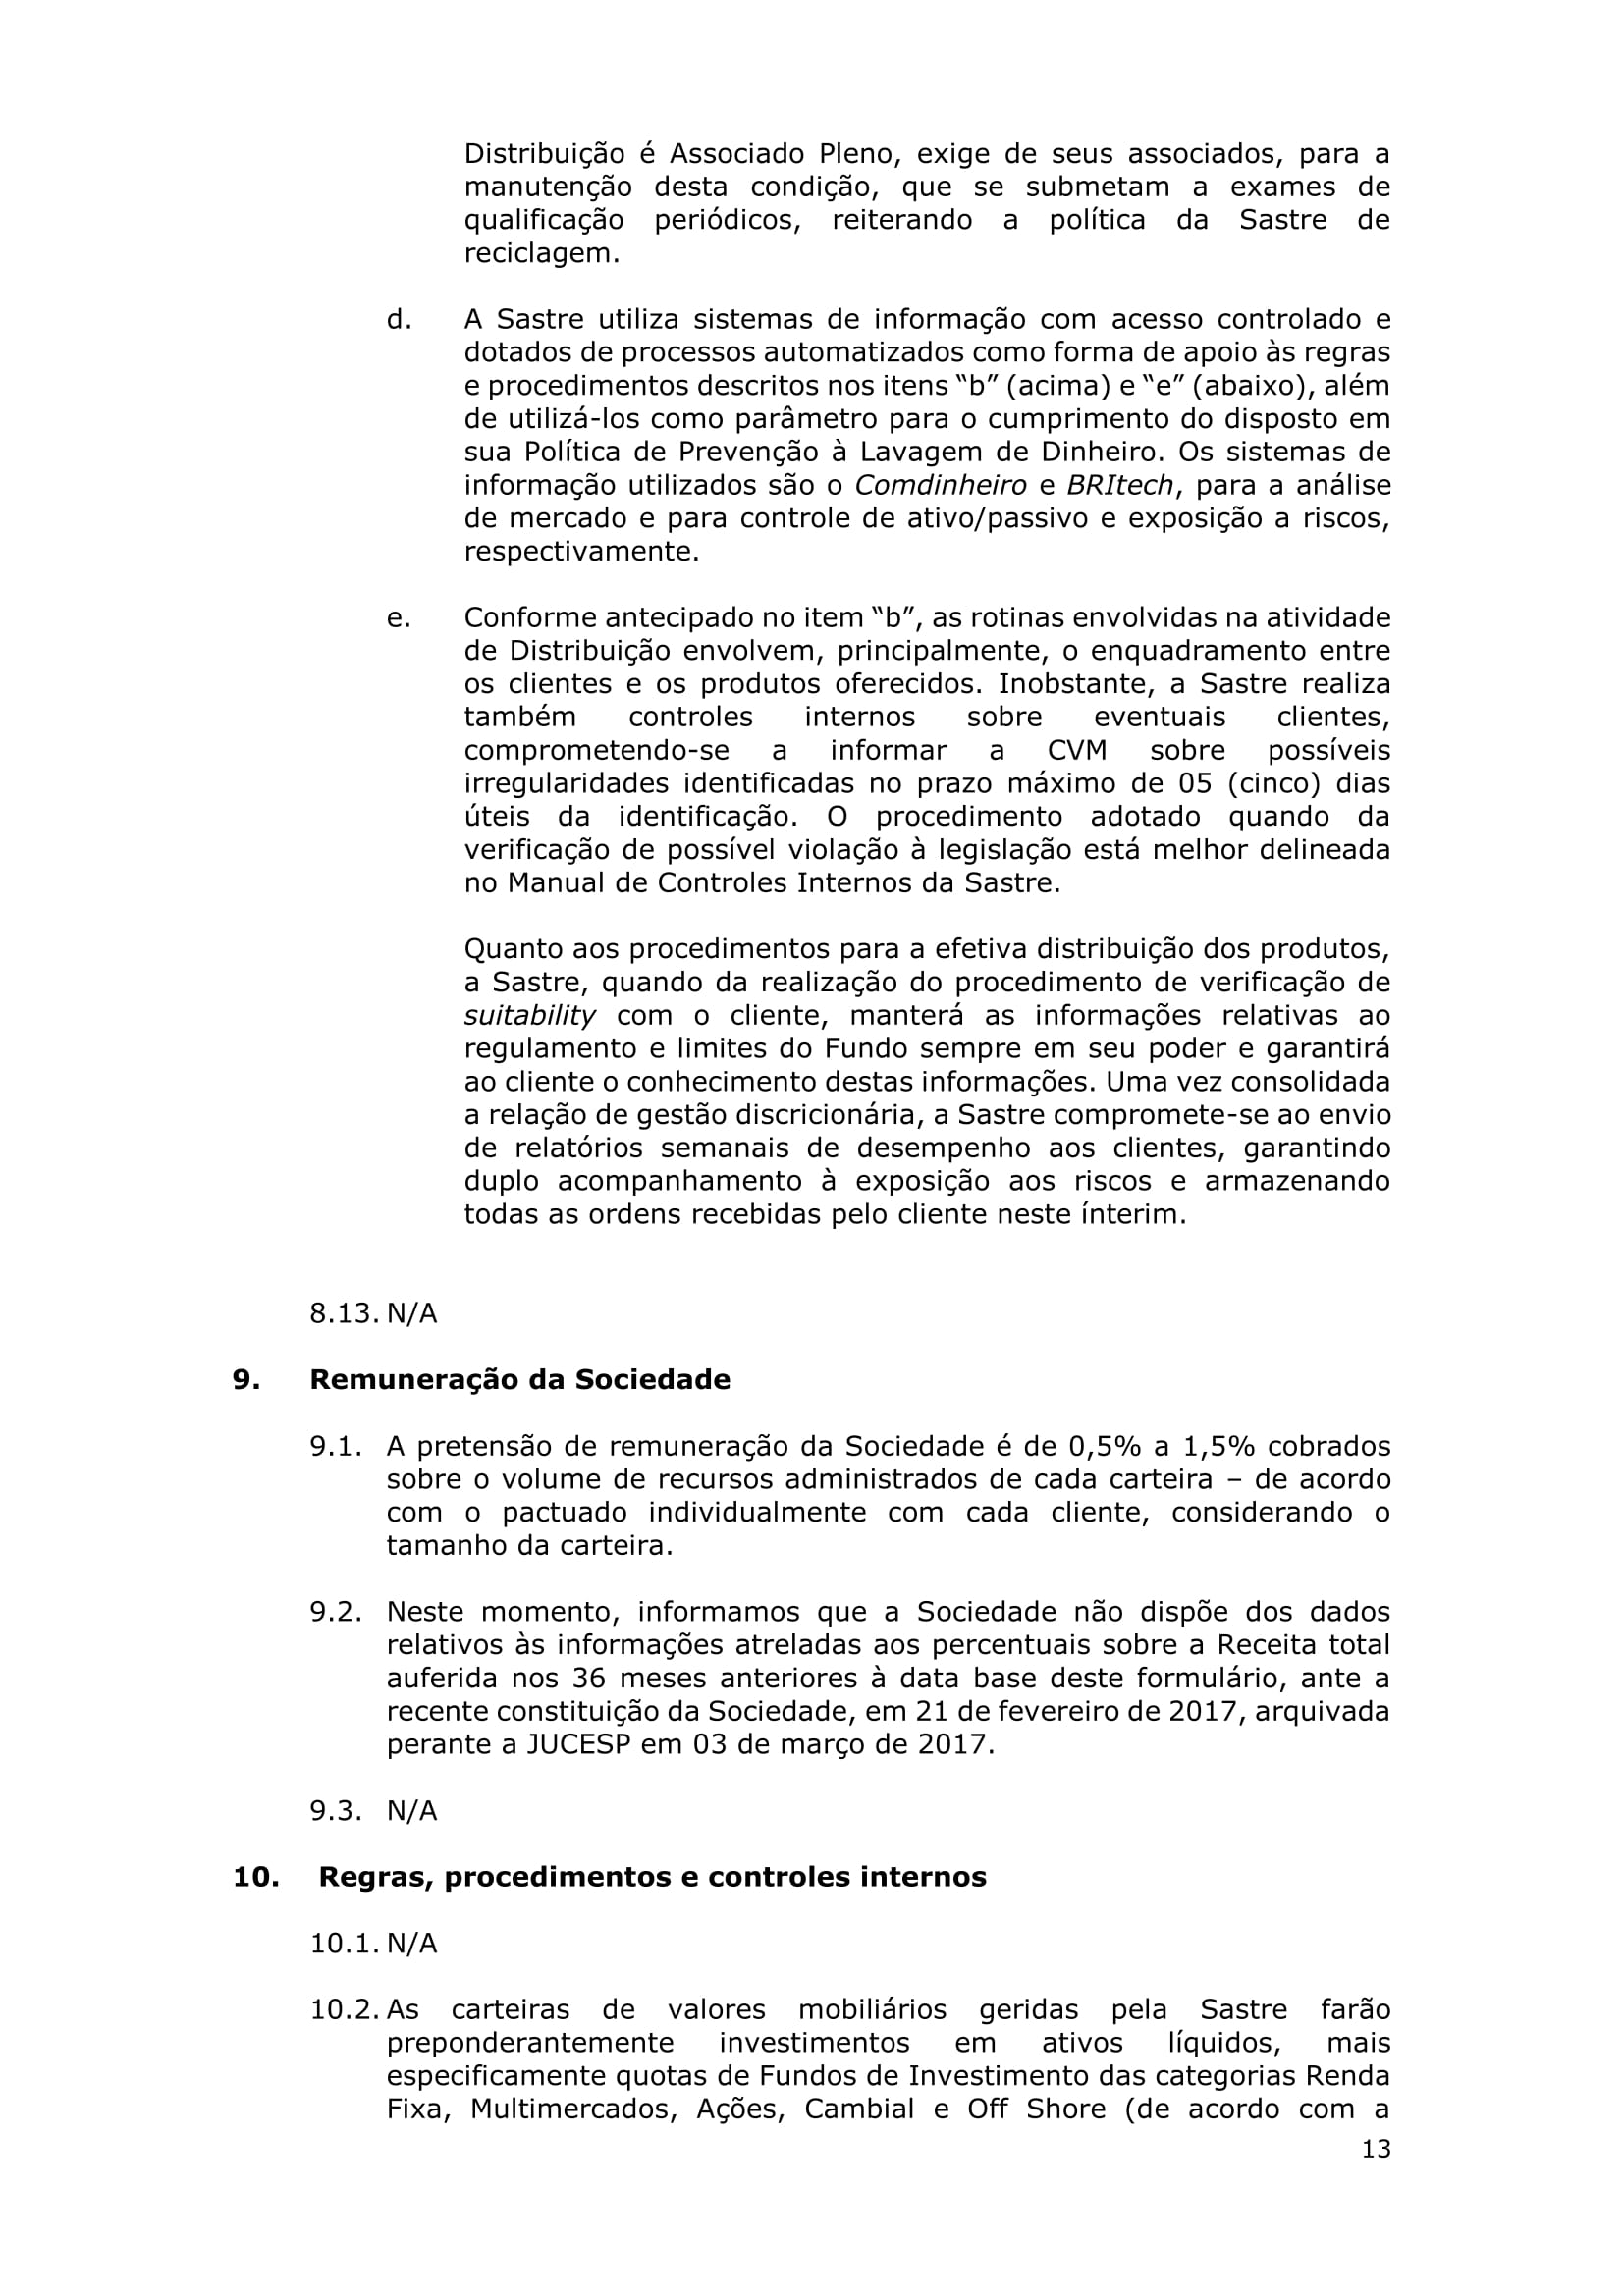 Distribuição é Associado Pleno, exige de seus associados, para a
manutenção desta condição, que se submetam a exames de
qualificação periódicos, reiterando a política da Sastre de
reciclagem.
d. A Sastre utiliza sistemas de informação com acesso controlado e
dotados de processos automatizados como forma de apoio às regras
e procedimentos descritos nos itens “b” (acima) e “e” (abaixo), além
de utilizá-los como parâmetro para o cumprimento do disposto em
sua Política de Prevenção à Lavagem de Dinheiro. Os sistemas de
informação utilizados são o Comdinheiro e BRItech, para a análise
de mercado e para controle de ativo/passivo e exposição a riscos,
respectivamente.
e. Conforme antecipado no item “b”, as rotinas envolvidas na atividade
de Distribuição envolvem, principalmente, o enquadramento entre
os clientes e os produtos oferecidos. Inobstante, a Sastre realiza
também controles internos sobre eventuais clientes,
comprometendo-se a informar a CVM sobre possíveis
irregularidades identificadas no prazo máximo de 05 (cinco) dias
úteis da identificação. O procedimento adotado quando da
verificação de possível violação à legislação está melhor delineada
no Manual de Controles Internos da Sastre.
Quanto aos procedimentos para a efetiva distribuição dos produtos,
a Sastre, quando da realização do procedimento de verificação de
suitability com o cliente, manterá as informações relativas ao
regulamento e limites do Fundo sempre em seu poder e garantirá
ao cliente o conhecimento destas informações. Uma vez consolidada
a relação de gestão discricionária, a Sastre compromete-se ao envio
de relatórios semanais de desempenho aos clientes, garantindo
duplo acompanhamento à exposição aos riscos e armazenando
todas as ordens recebidas pelo cliente neste ínterim.
8.13. N/A
9. Remuneração da Sociedade
9.1. A pretensão de remuneração da Sociedade é de 0,5% a 1,5% cobrados
sobre o volume de recursos administrados de cada carteira – de acordo
com o pactuado individualmente com cada cliente, considerando o
tamanho da carteira.
9.2. Neste momento, informamos que a Sociedade não dispõe dos dados
relativos às informações atreladas aos percentuais sobre a Receita total
auferida nos 36 meses anteriores à data base deste formulário, ante a
recente constituição da Sociedade, em 21 de fevereiro de 2017, arquivada
perante a JUCESP em 03 de março de 2017.
9.3. N/A
10. Regras, procedimentos e controles internos
10.1. N/A
10.2. As carteiras de valores mobiliários geridas pela Sastre farão
preponderantemente investimentos em ativos líquidos, mais
especificamente quotas de Fundos de Investimento das categorias Renda
Fixa, Multimercados, Ações, Cambial e Off Shore (de acordo com a
13